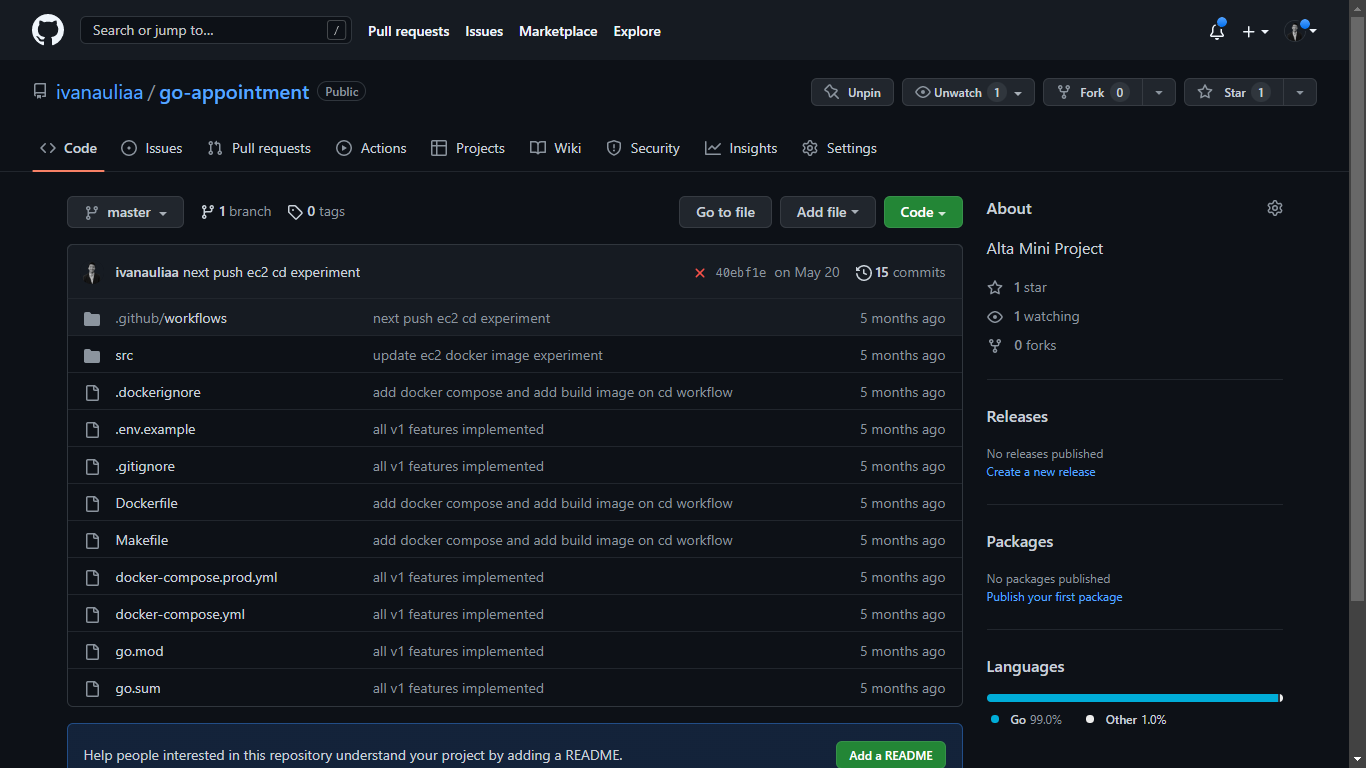 Search or jump to... / Pull requests Issues Marketplace Explore
ivanauliaa / go-appointment Public Unpin Unwatch 1 Fork 0 Star 1
Code Issues Pull requests Actions Projects Wiki Security Insights Settings
master 1 branch 0 tags Go to file Add file Code
ivanauliaa next push ec2 cd experiment 40ebf1e on May 20 15 commits
.github/workflows next push ec2 cd experiment 5 months ago
src update ec2 docker image experiment 5 months ago
.dockerignore add docker compose and add build image on cd workflow 5 months ago
.env.example all v1 features implemented 5 months ago
.gitignore all v1 features implemented 5 months ago
Dockerfile add docker compose and add build image on cd workflow 5 months ago
Makefile add docker compose and add build image on cd workflow 5 months ago
docker-compose.prod.yml all v1 features implemented 5 months ago
docker-compose.yml all v1 features implemented 5 months ago
go.mod all v1 features implemented 5 months ago
go.sum all v1 features implemented 5 months ago
Help people interested in this repository understand your project by adding a README. Add a README
About
Alta Mini Project
1 star
1 watching
0 forks
Releases
No releases published
Create a new release
Packages
No packages published
Publish your first package
Languages
Go 99.0% Other 1.0%